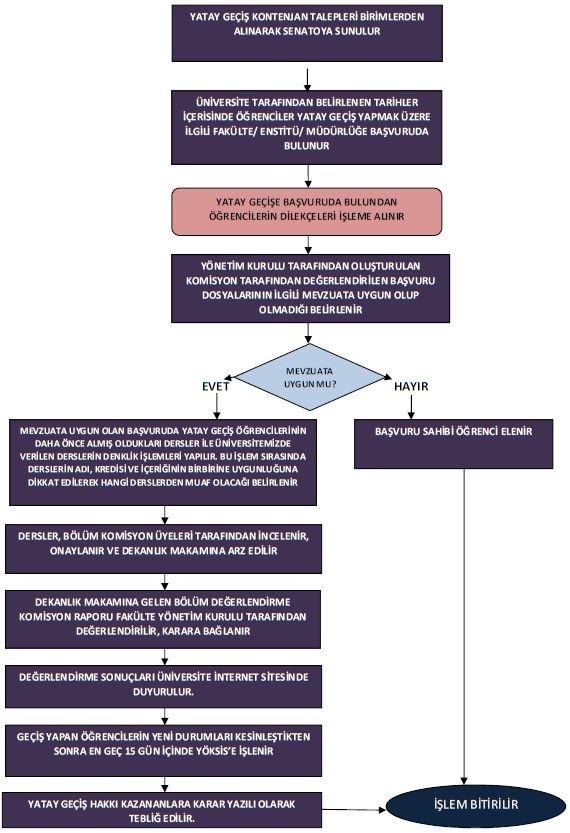 YATAY GEÇİŞ KONTENJAN TALEPLERİ BİRİMLERDEN
ALINARAK SENATOYA SUNULUR
ÜNİVERSİTE TARAFINDAN BELİRLENEN TARİHLER
İÇERİSİNDE ÖĞRENCİLER YATAY GEÇİŞ YAPMAK ÜZERE
İLGİLİ FAKÜLTE/ ENSTİTÜ/ MÜDÜRLÜĞE BAŞVURUDA
BULUNUR
YATAY GEÇİŞE BAŞVURUDA BULUNDAN
ÖĞRENCİLERİN DİLEKÇELERİ İŞLEME ALINIR
YÖNETİM KURULU TARAFINDAN OLUŞTURULAN
KOMİSYON TARAFINDAN DEĞERLENDİRİLEN BAŞVURU
DOSYALARININ İLGİLİ MEVZUATA UYGUN OLUP
OLMADIĞI BELİRLENİR
MEVZUATA
UYGUN MU?
EVET
HAYIR
MEVZUATA UYGUN OLAN BAŞVURUDA YATAY GEÇİŞ ÖĞRENCİLERİNİN
DAHA ÖNCE ALMIŞ OLDUKLARI DERSLER İLE ÜNİVERSİTEMİZDE
VERİLEN DERSLERİN DENKLİK İŞLEMLERİ YAPILIR. BU İŞLEM SIRASINDA
DERSLERİN ADI, KREDİSİ VE İÇERİĞİNİN BİRBİRİNE UYGUNLUĞUNA
DİKKAT EDİLEREK HANGİ DERSLERDEN MUAF OLACAĞI BELİRLENİR
BAŞVURU SAHİBİ ÖĞRENCİ ELENİR
DERSLER, BÖLÜM KOMİSYON ÜYELERİ TARAFINDAN İNCELENİR,
ONAYLANIR VE DEKANLIK MAKAMINA ARZ EDİLİR
DEKANLIK MAKAMINA GELEN BÖLÜM DEĞERLENDİRME
KOMİSYON RAPORU FAKÜLTE YÖNETİM KURULU TARAFINDAN
DEĞERLENDİRİLİR, KARARA BAĞLANIR
DEĞERLENDİRME SONUÇLARI ÜNİVERSİTE İNTERNET SİTESİNDE
DUYURULUR.
GEÇİŞ YAPAN ÖĞRENCİLERİN YENİ DURUMLARI KESİNLEŞTİKTEN
SONRA EN GEÇ 15 GÜN İÇİNDE YÖKSİS'E İŞLENİR
YATAY GEÇİŞ HAKKI KAZANANLARA KARAR YAZILI OLARAK
TEBLİĞ EDİLİR.
İŞLEM BİTİRİLİR